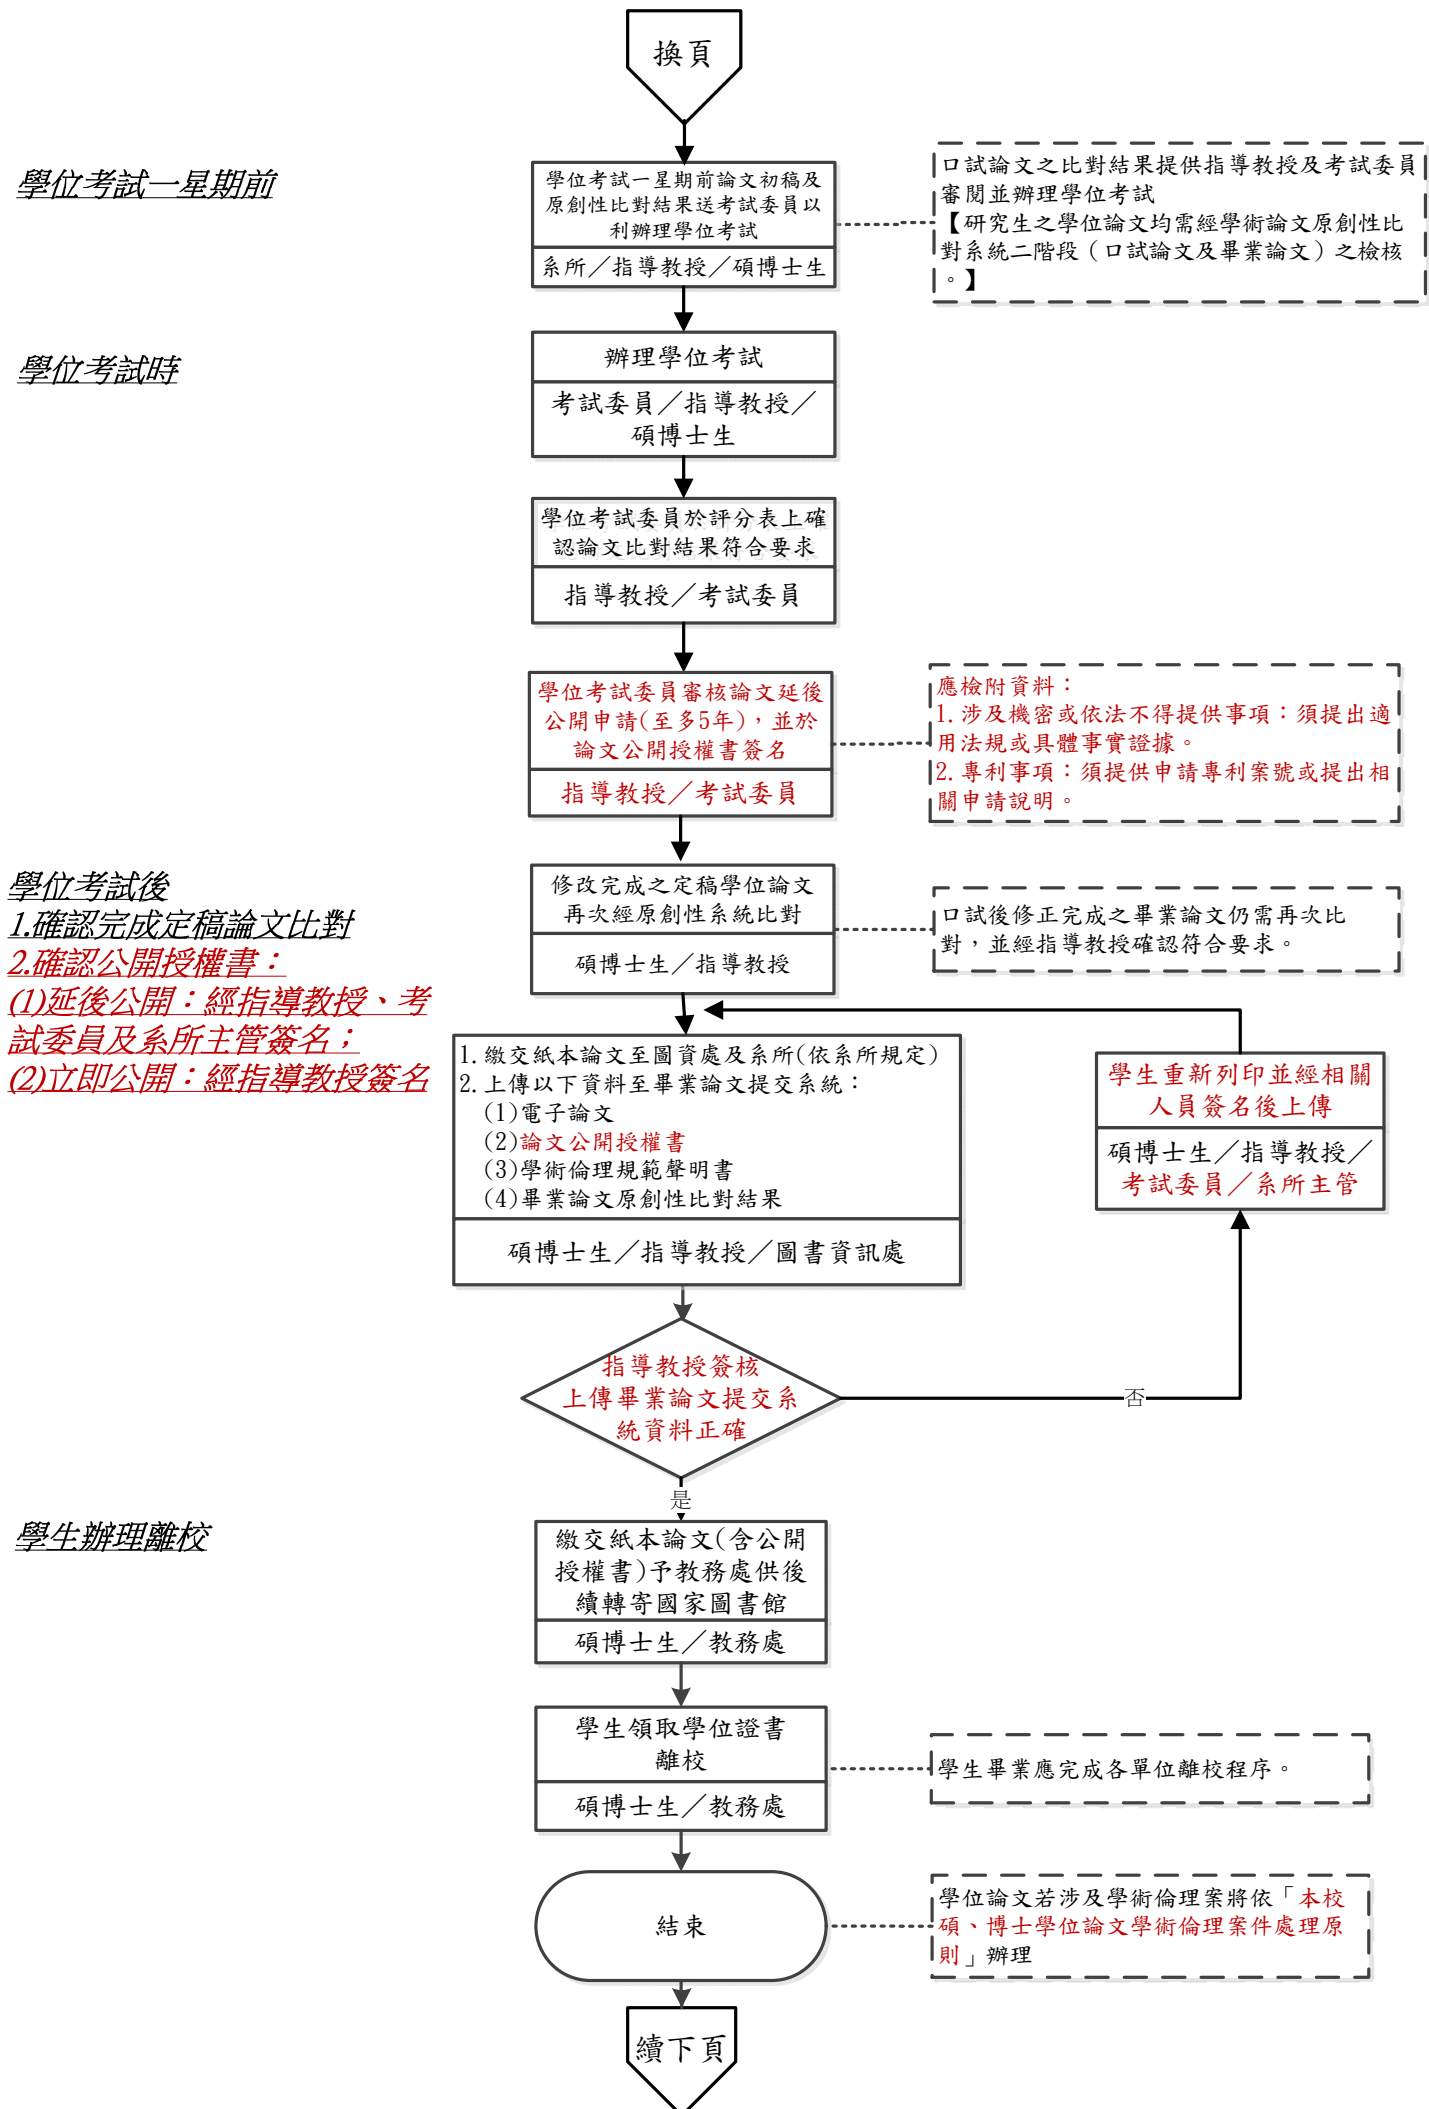 換頁
學位考試一星期前
學位考試一星期前論文初稿及
原創性比對結果送考試委員以
利辦理學位考試
系所／指導教授／碩博士生
口試論文之比對結果提供指導教授及考試委員
審閱並辦理學位考試
【研究生之學位論文均需經學術論文原創性比
對系統二階段（口試論文及畢業論文）之檢核
。】
學位考試時
辦理學位考試
考試委員／指導教授／
碩博士生
學位考試委員於評分表上確
認論文比對結果符合要求
指導教授／考試委員
學位考試委員審核論文延後
公開申請(至多5年)，並於
論文公開授權書簽名
指導教授／考試委員
應檢附資料：
1.涉及機密或依法不得提供事項：須提出適
用法規或具體事實證據。
2.專利事項：須提供申請專利案號或提出相
關申請說明。
學位考試後
1.確認完成定稿論文比對
2.確認公開授權書：
(1)延後公開：經指導教授、考
試委員及系所主管簽名；
(2)立即公開：經指導教授簽名
修改完成之定稿學位論文
再次經原創性系統比對
碩博士生／指導教授
口試後修正完成之畢業論文仍需再次比
對，並經指導教授確認符合要求。
1.繳交紙本論文至圖資處及系所(依系所規定)
2.上傳以下資料至畢業論文提交系統：
(1)電子論文
(2)論文公開授權書
(3)學術倫理規範聲明書
(4)畢業論文原創性比對結果
碩博士生／指導教授／圖書資訊處
學生重新列印並經相關
人員簽名後上傳
碩博士生／指導教授／
考試委員／系所主管
指導教授簽核
上傳畢業論文提交系
統資料正確
否
是
學生辦理離校
繳交紙本論文(含公開
授權書)予教務處供後
續轉寄國家圖書館
碩博士生／教務處
學生領取學位證書
離校
碩博士生／教務處
學生畢業應完成各單位離校程序。
結束
學位論文若涉及學術倫理案將依「本校
碩、博士學位論文學術倫理案件處理原
則」辦理
續下頁